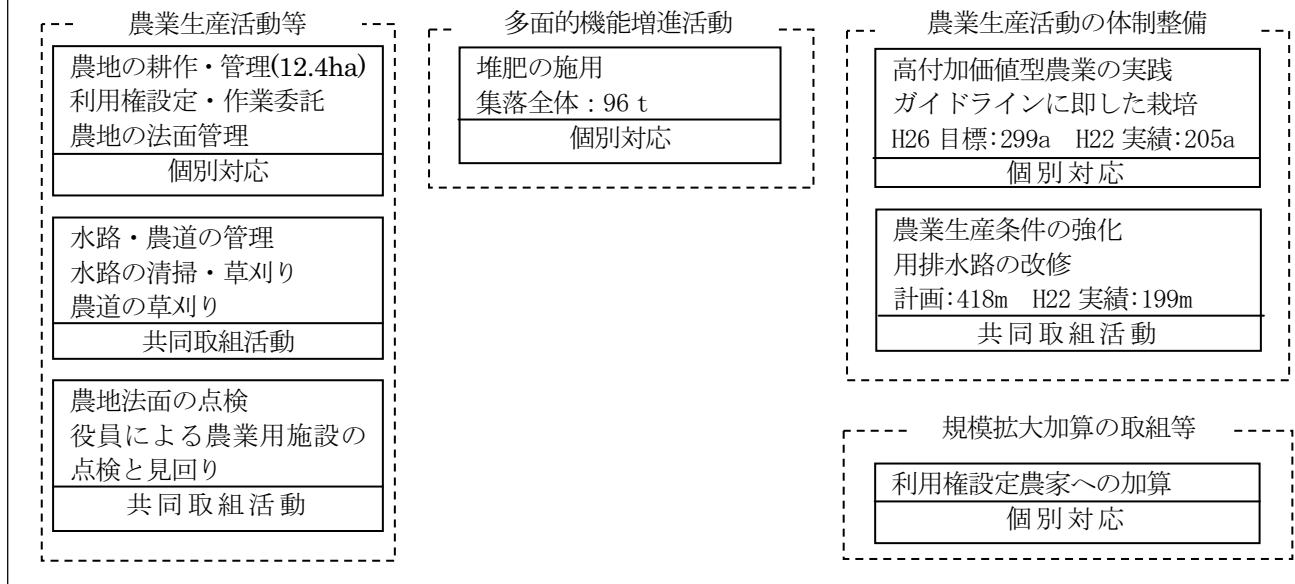 農業生産活動等
農地の耕作・管理(12.4ha)
利用権設定・作業委託
農地の法面管理
個別対応
水路・農道の管理
水路の清掃・草刈り
農道の草刈り
共同取組活動
農地法面の点検
役員による農業用施設の
点検と見回り
共同取組活動
多面的機能増進活動
堆肥の施用
集落全体：96ｔ
個別対応
農業生産活動の体制整備
高付加価値型農業の実践
ガイドラインに即した栽培
H26 目標：299a　H22 実績：205a
個別対応
農業生産条件の強化
用排水路の改修
計画：418m　H22 実績：199m
共同取組活動
規模拡大加算の取組等
利用権設定農家への加算
個別対応